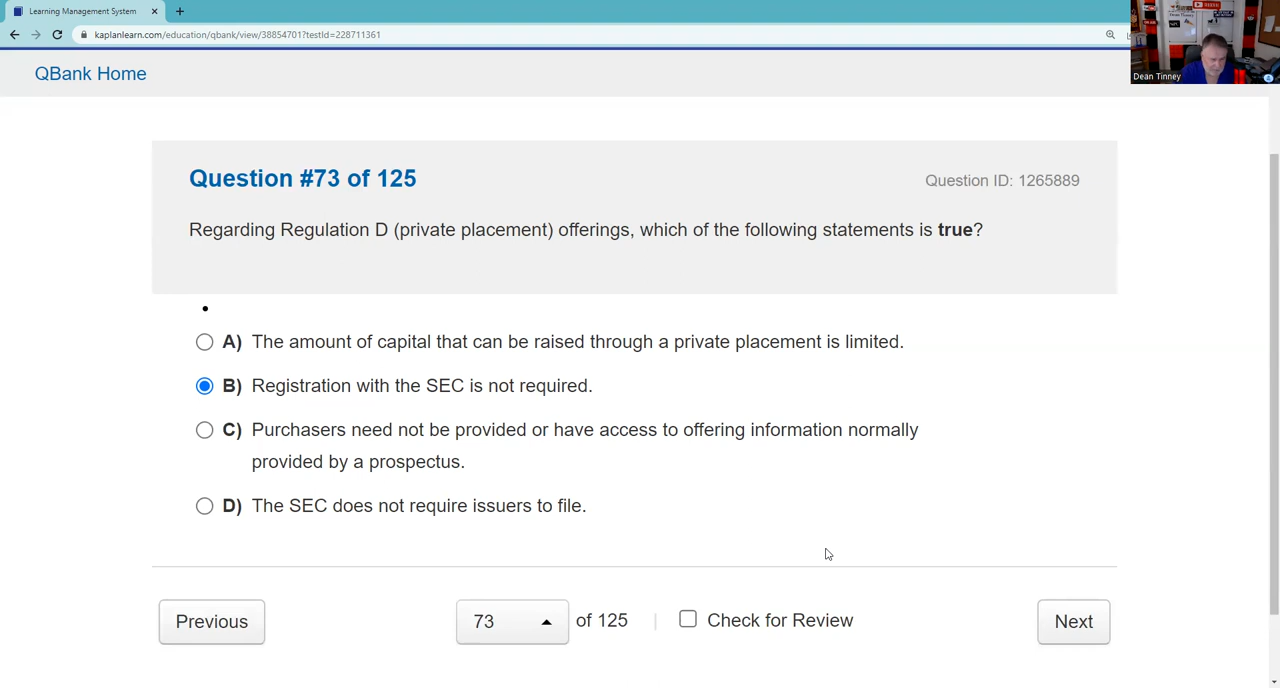 Learning Management System
kaplanlearn.com/education/qbank/view/38854701?testId=228711361
Dean Tinney
QBank Home
Question #73 of 125
Question ID: 1265889
Regarding Regulation D (private placement) offerings, which of the following statements is true?
A) The amount of capital that can be raised through a private placement is limited.
B) Registration with the SEC is not required.
C) Purchasers need not be provided or have access to offering information normally
provided by a prospectus.
D) The SEC does not require issuers to file.
Previous
73
of 125
Check for Review
Next